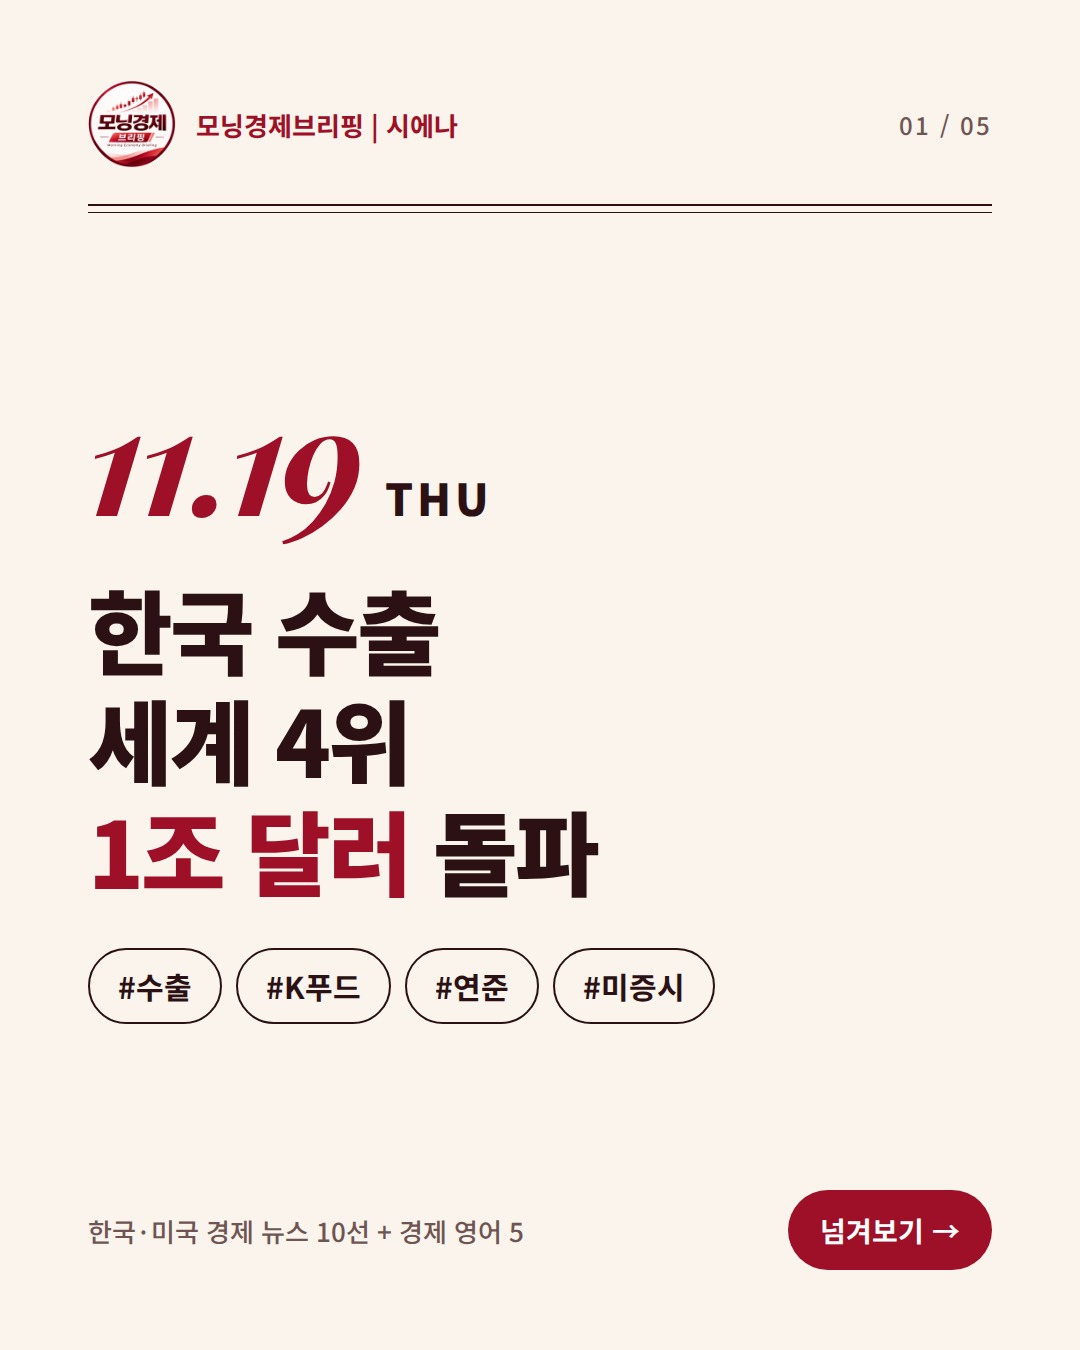 모닝경제
브리핑
Morning Economy Briefing
모닝경제브리핑 | 시에나
01 / 05
11.19 THU
한국 수출
세계 4위
1조 달러 돌파
#수출 #K푸드 #연준 #미증시
한국·미국 경제 뉴스 10선 + 경제 영어 5
넘겨보기 →